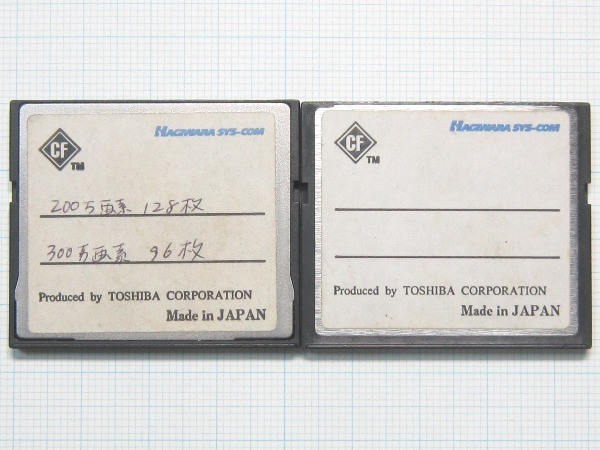 CF TM
HAGIWARA SYS-COM
200万画素 128枚
300万画素 96枚
Produced by TOSHIBA CORPORATION
Made in JAPAN
CF TM
HAGIWARA SYS-COM
Produced by TOSHIBA CORPORATION
Made in JAPAN